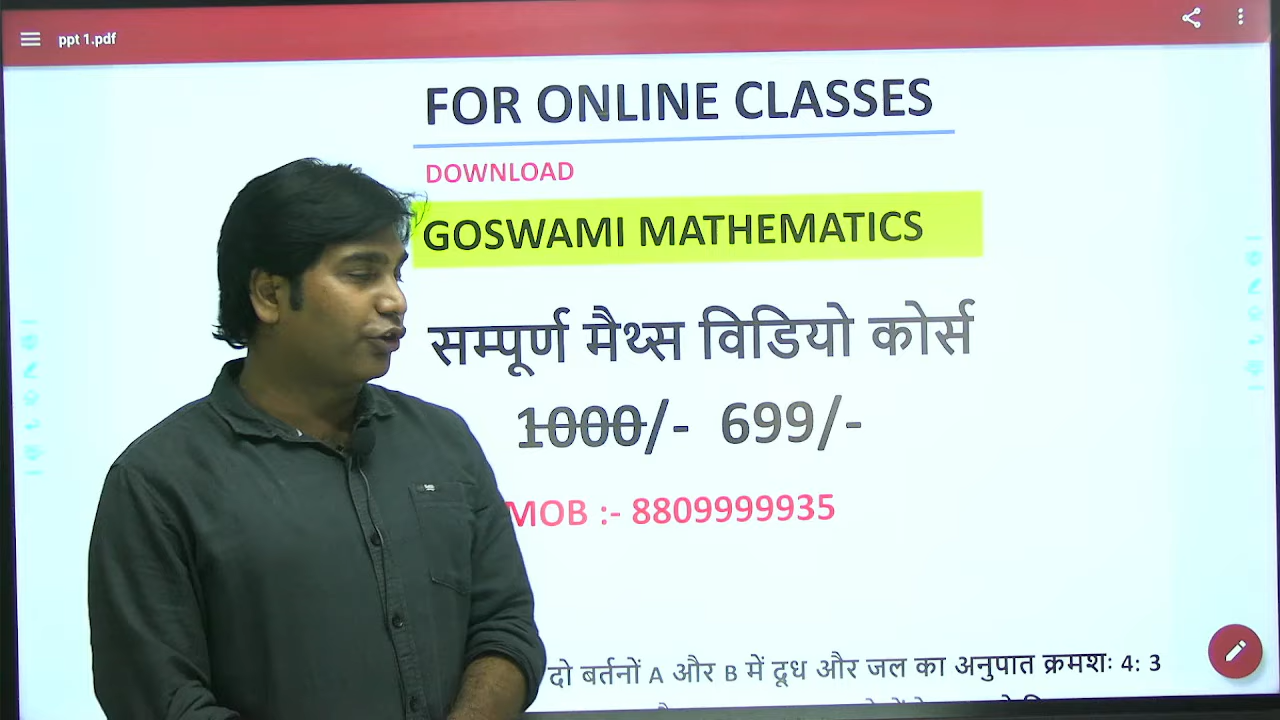 ppt 1.pdf
FOR ONLINE CLASSES
DOWNLOAD
GOSWAMI MATHEMATICS
सम्पूर्ण मैथ्स विडियो कोर्स
1000/- 699/-
MOB :- 8809999935
दो बर्तनों A और B में दूध और जल का अनुपात क्रमशः 4: 3